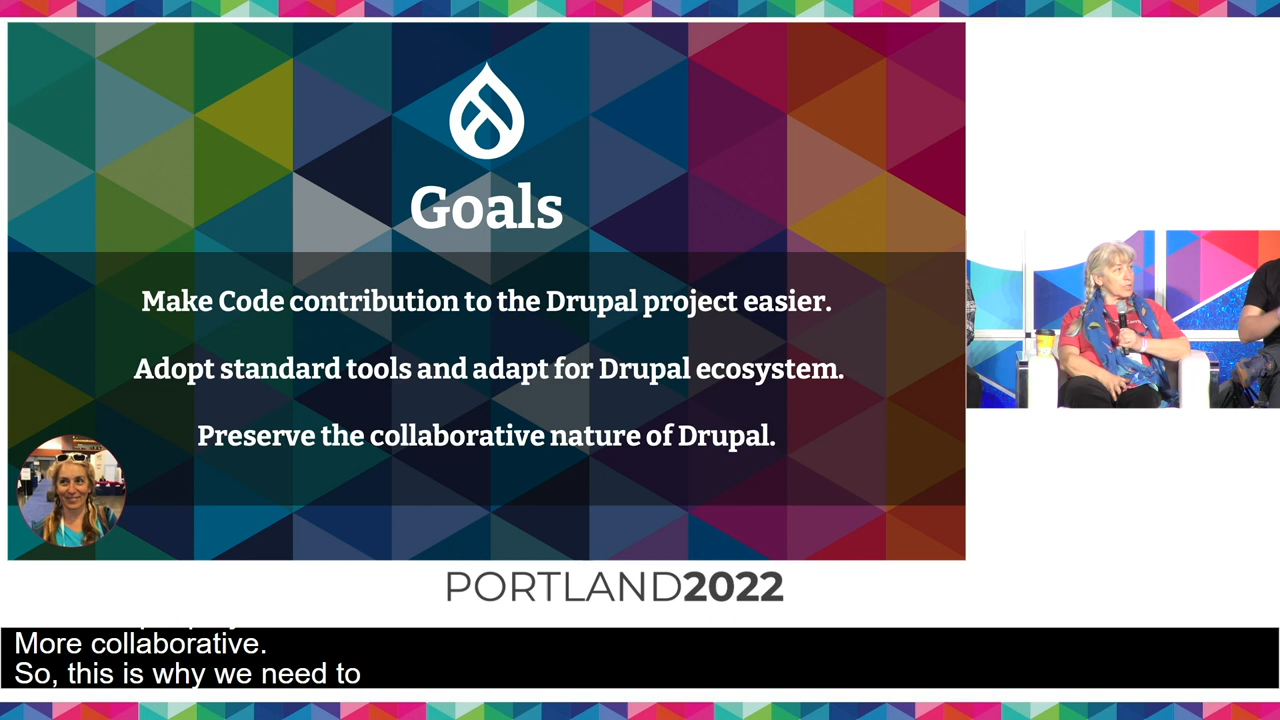 Goals
Make Code contribution to the Drupal project easier.
Adopt standard tools and adapt for Drupal ecosystem.
Preserve the collaborative nature of Drupal.
PORTLAND2022
More collaborative.
So, this is why we need to